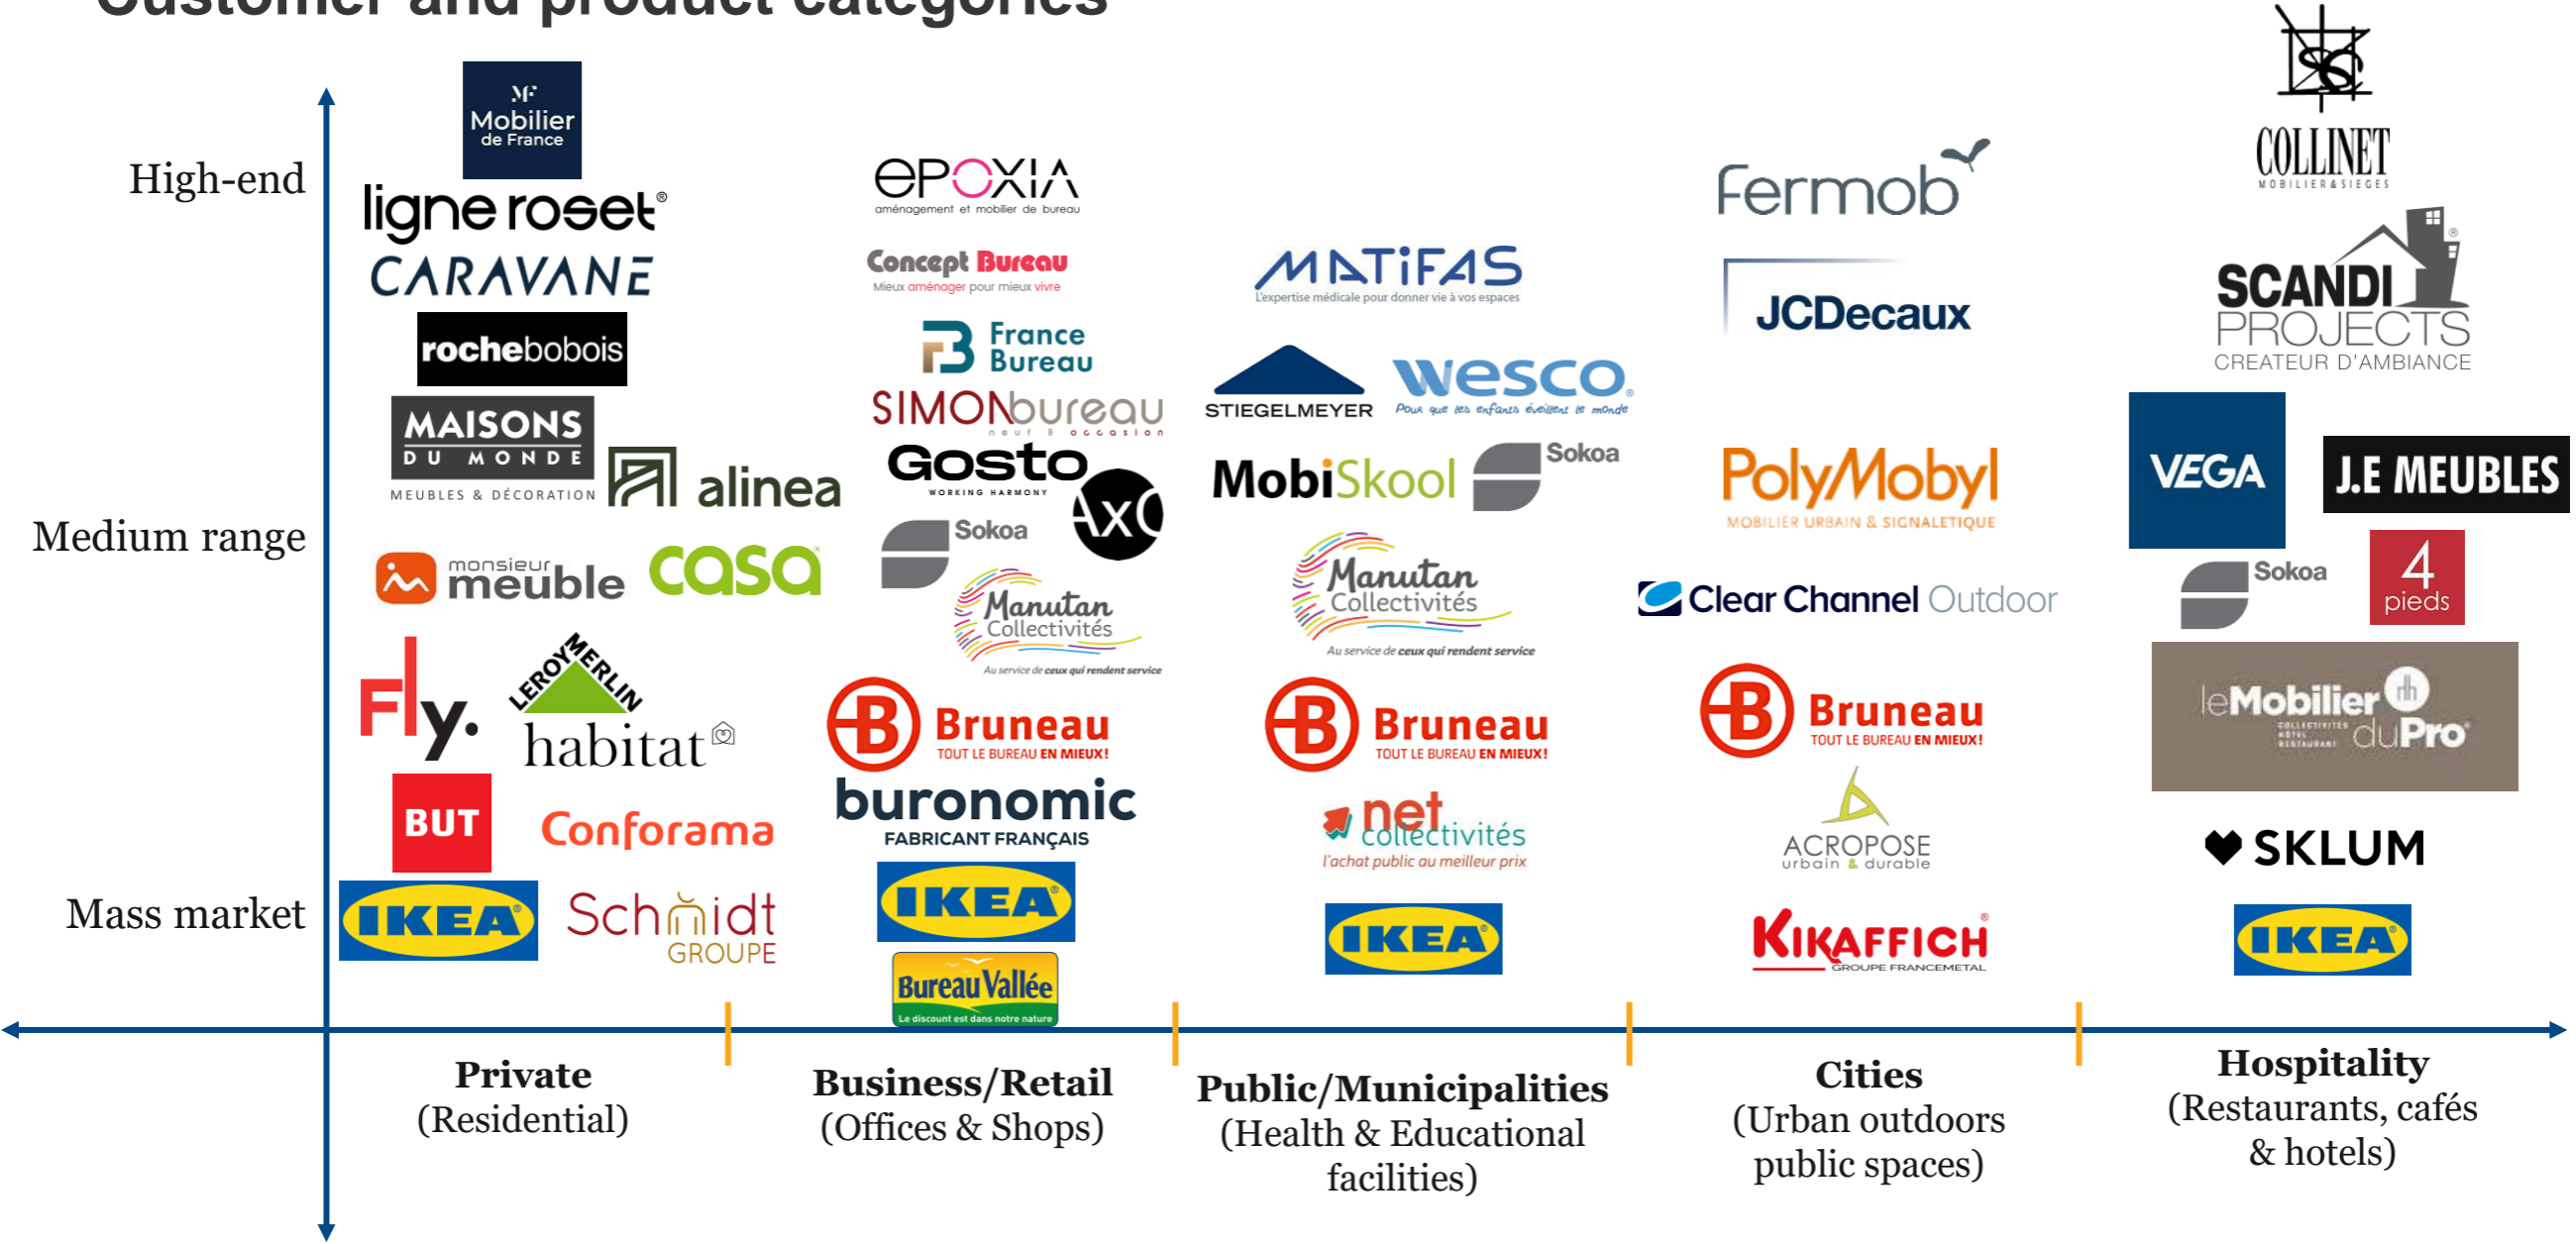 Customer and product categories
High-end
Medium range
Mass market
MF
Mobilier
de France
ligne roset®
CARAVANE
rochebobois
MAISONS
DU MONDE
MEUBLES & DÉCORATION
alinea
monsieur
meuble
casa
Fly.
LEROY MERLIN
habitat
BUT
Conforama
IKEA®
Schmidt
GROUPE
ePOXIA
aménagement et mobilier de bureau
Concept Bureau
Mieux aménager pour mieux vivre
FB
France
Bureau
SIMONbureau
neuf & occasion
Gosto
WORKING HARMONY
AxO
Sokoa
Manutan
Collectivités
Au service de ceux qui rendent service
B Bruneau
TOUT LE BUREAU EN MIEUX!
buronomic
FABRICANT FRANÇAIS
IKEA®
Bureau Vallée
Le discount est dans notre nature
MATiFAS
L'expertise médicale pour donner vie à vos espaces
STIEGELMEYER
wesco®
Pour que les enfants éveillent le monde
MobiSkool
Sokoa
Manutan
Collectivités
Au service de ceux qui rendent service
B Bruneau
TOUT LE BUREAU EN MIEUX!
net
collectivités
l'achat public au meilleur prix
IKEA®
Fermob
JCDecaux
PolyMobyl
MOBILIER URBAIN & SIGNALETIQUE
Clear Channel Outdoor
B Bruneau
TOUT LE BUREAU EN MIEUX!
ACROPOSE
urbain & durable
KIKAFFICH®
GROUPE FRANCEMETAL
SC
COLLINET
MOBILIER & SIEGES
SCANDI®
PROJECTS
CREATEUR D'AMBIANCE
VEGA
J.E MEUBLES
Sokoa
4
pieds
leMobilier
COLLECTIVITÉS
HÔTEL
RESTAURANT
duPro®
SKLUM
IKEA®
Private
(Residential)
Business/Retail
(Offices & Shops)
Public/Municipalities
(Health & Educational
facilities)
Cities
(Urban outdoors
public spaces)
Hospitality
(Restaurants, cafés
& hotels)